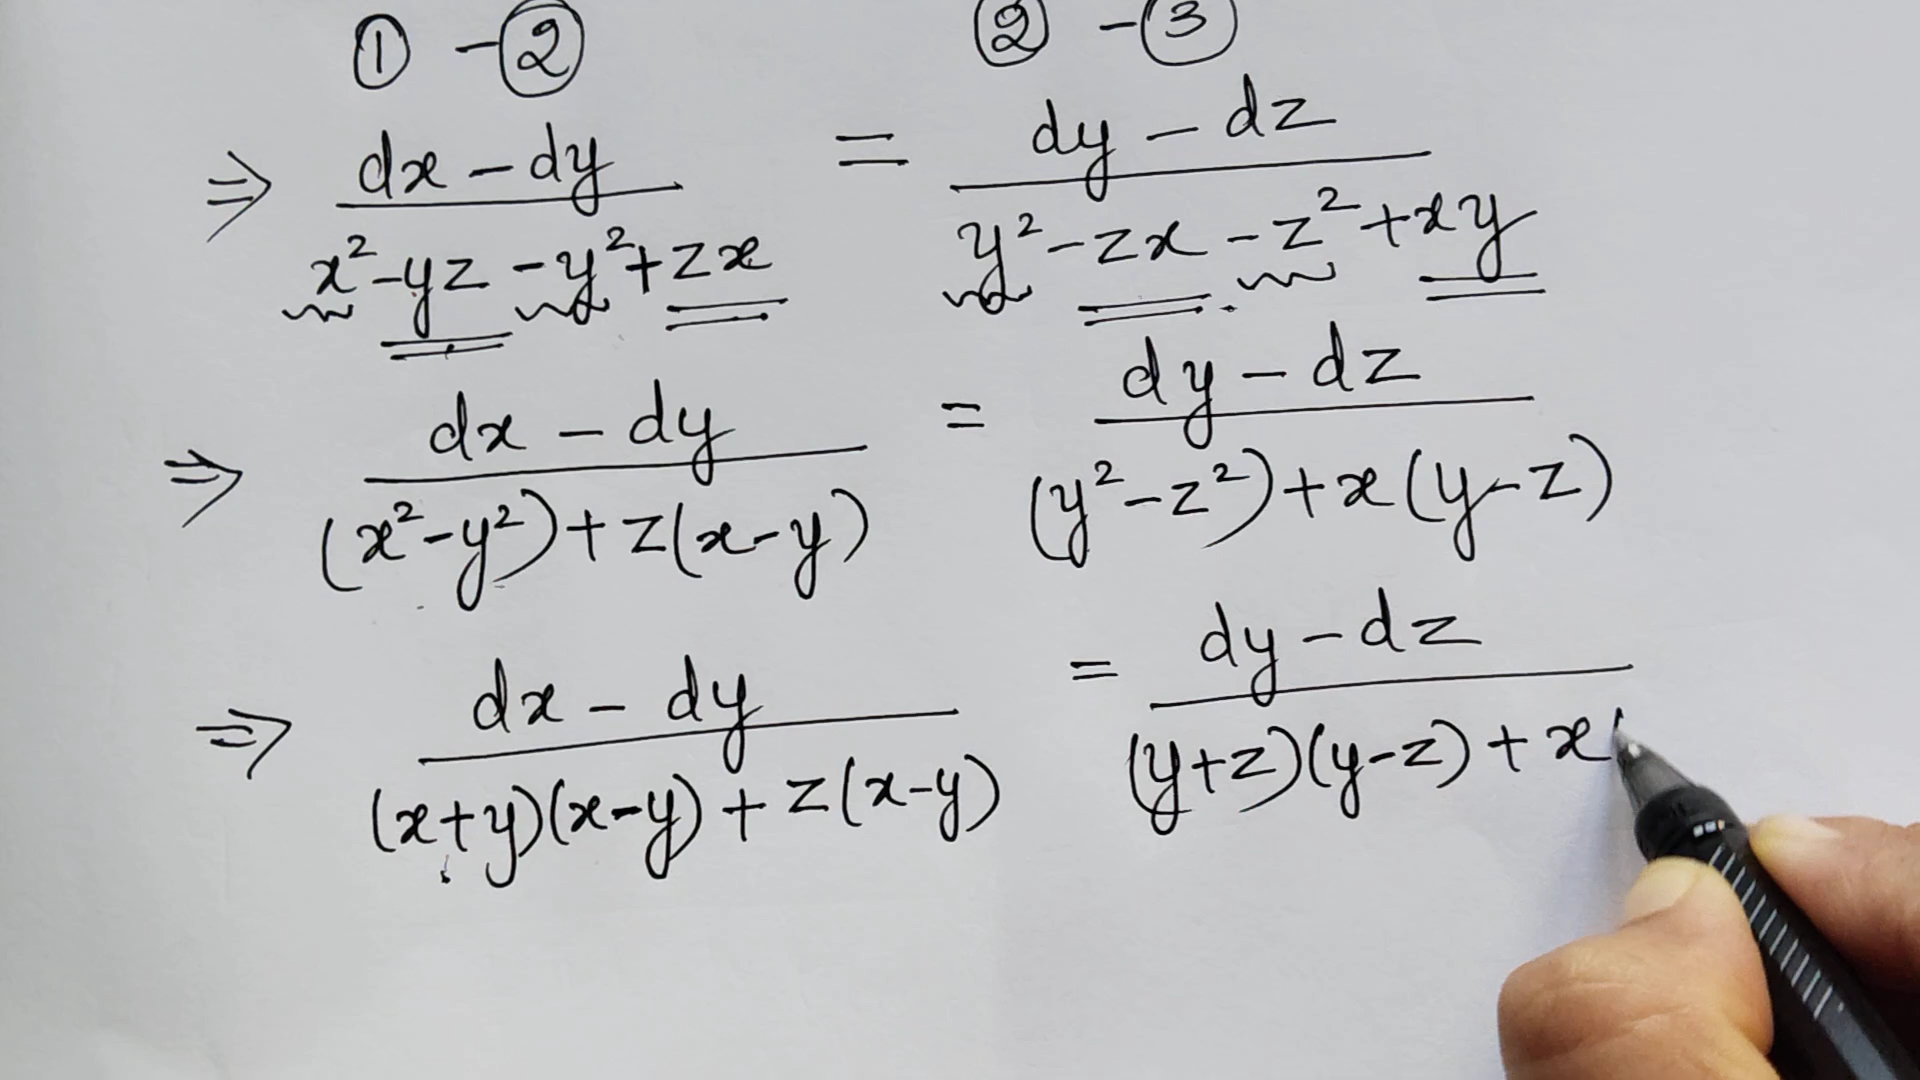 ① - ② ② - ③
⇒ dx - dy / x² - yz - y² + zx = dy - dz / y² - zx - z² + xy
⇒ dx - dy / (x² - y²) + z(x - y) = dy - dz / (y² - z²) + x(y - z)
⇒ dx - dy / (x + y)(x - y) + z(x - y) = dy - dz / (y + z)(y - z) + x